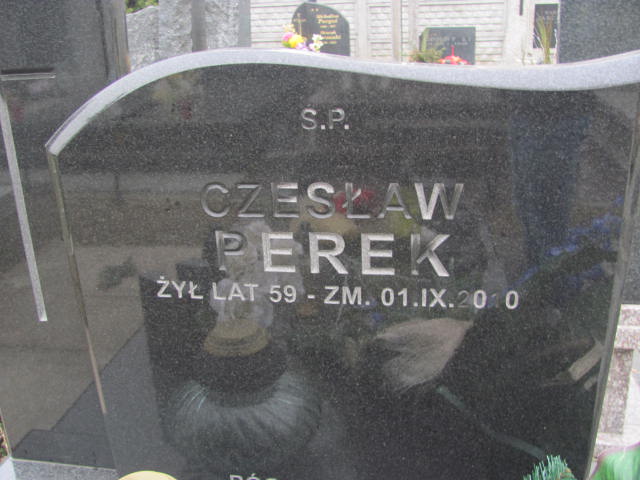 Ś.P.
CZESŁAW
PEREK
ŻYŁ LAT 59 - ZM. 01.IX.2010